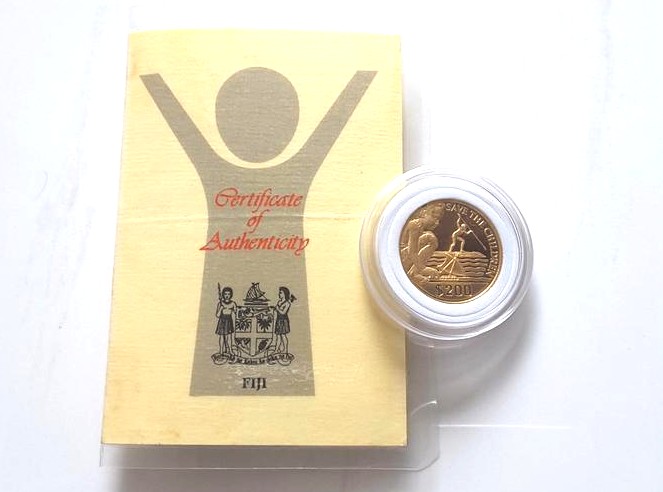 Certificate
of
Authenticity
FIJI
SAVE THE CHILDREN
$200